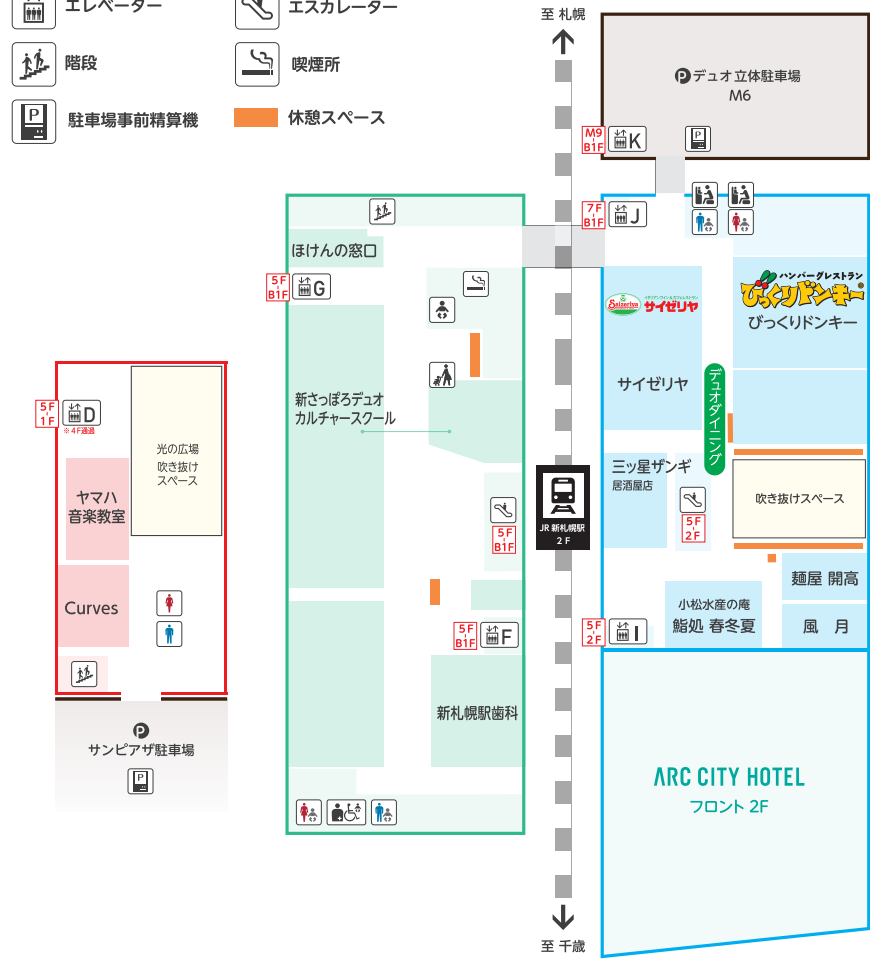 エレベーター
エスカレーター
階段
喫煙所
P
駐車場事前精算機
休憩スペース
至 札幌
P デュオ立体駐車場
M6
M9
B1F
K
P
7F
B1F
J
ほけんの窓口
5F
B1F
G
新さっぽろデュオ
カルチャースクール
5F
B1F
5F
B1F
F
新札幌駅歯科
Saizeriya
サイゼリヤ
サイゼリヤ
ハンバーグレストラン
びっくりドンキー
びっくりドンキー
デュオダイニング
三ッ星ザンギ
居酒屋店
5F
2F
吹き抜けスペース
麺屋 開高
小松水産の庵
鮨処 春冬夏
風 月
5F
2F
I
JR 新札幌駅
2F
5F
1F
D
※4F通過
光の広場
吹き抜け
スペース
ヤマハ
音楽教室
Curves
P
サンピアザ駐車場
P
ARC CITY HOTEL
フロント 2F
至 千歳